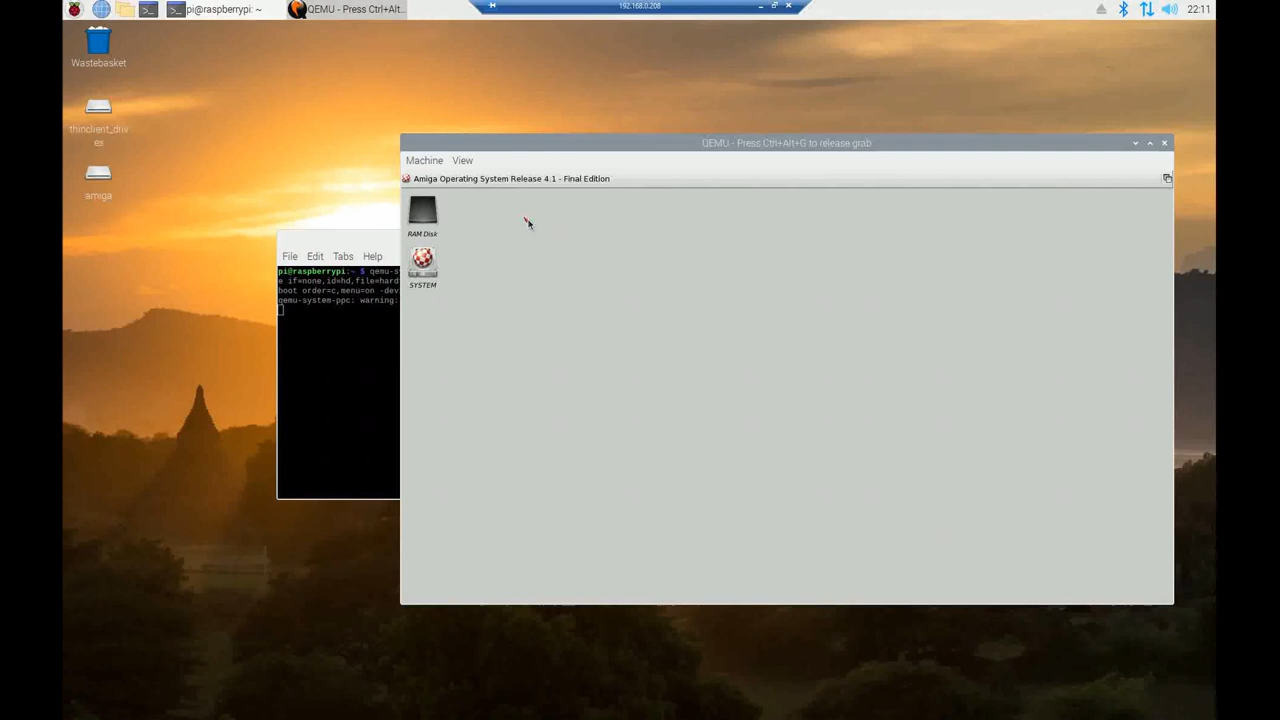 pi@raspberrypi: ~
QEMU - Press Ctrl+Alt...
192.168.0.208
22:11
Wastebasket
thinclient_driv
es
amiga
QEMU - Press Ctrl+Alt+G to release grab
Machine View
Amiga Operating System Release 4.1 - Final Edition
RAM Disk
SYSTEM
File Edit Tabs Help
pi@raspberrypi:~ $ qemu-s
e if=none,id=hd,file=hard
boot order=c,menu=on -dev
qemu-system-ppc: warning: